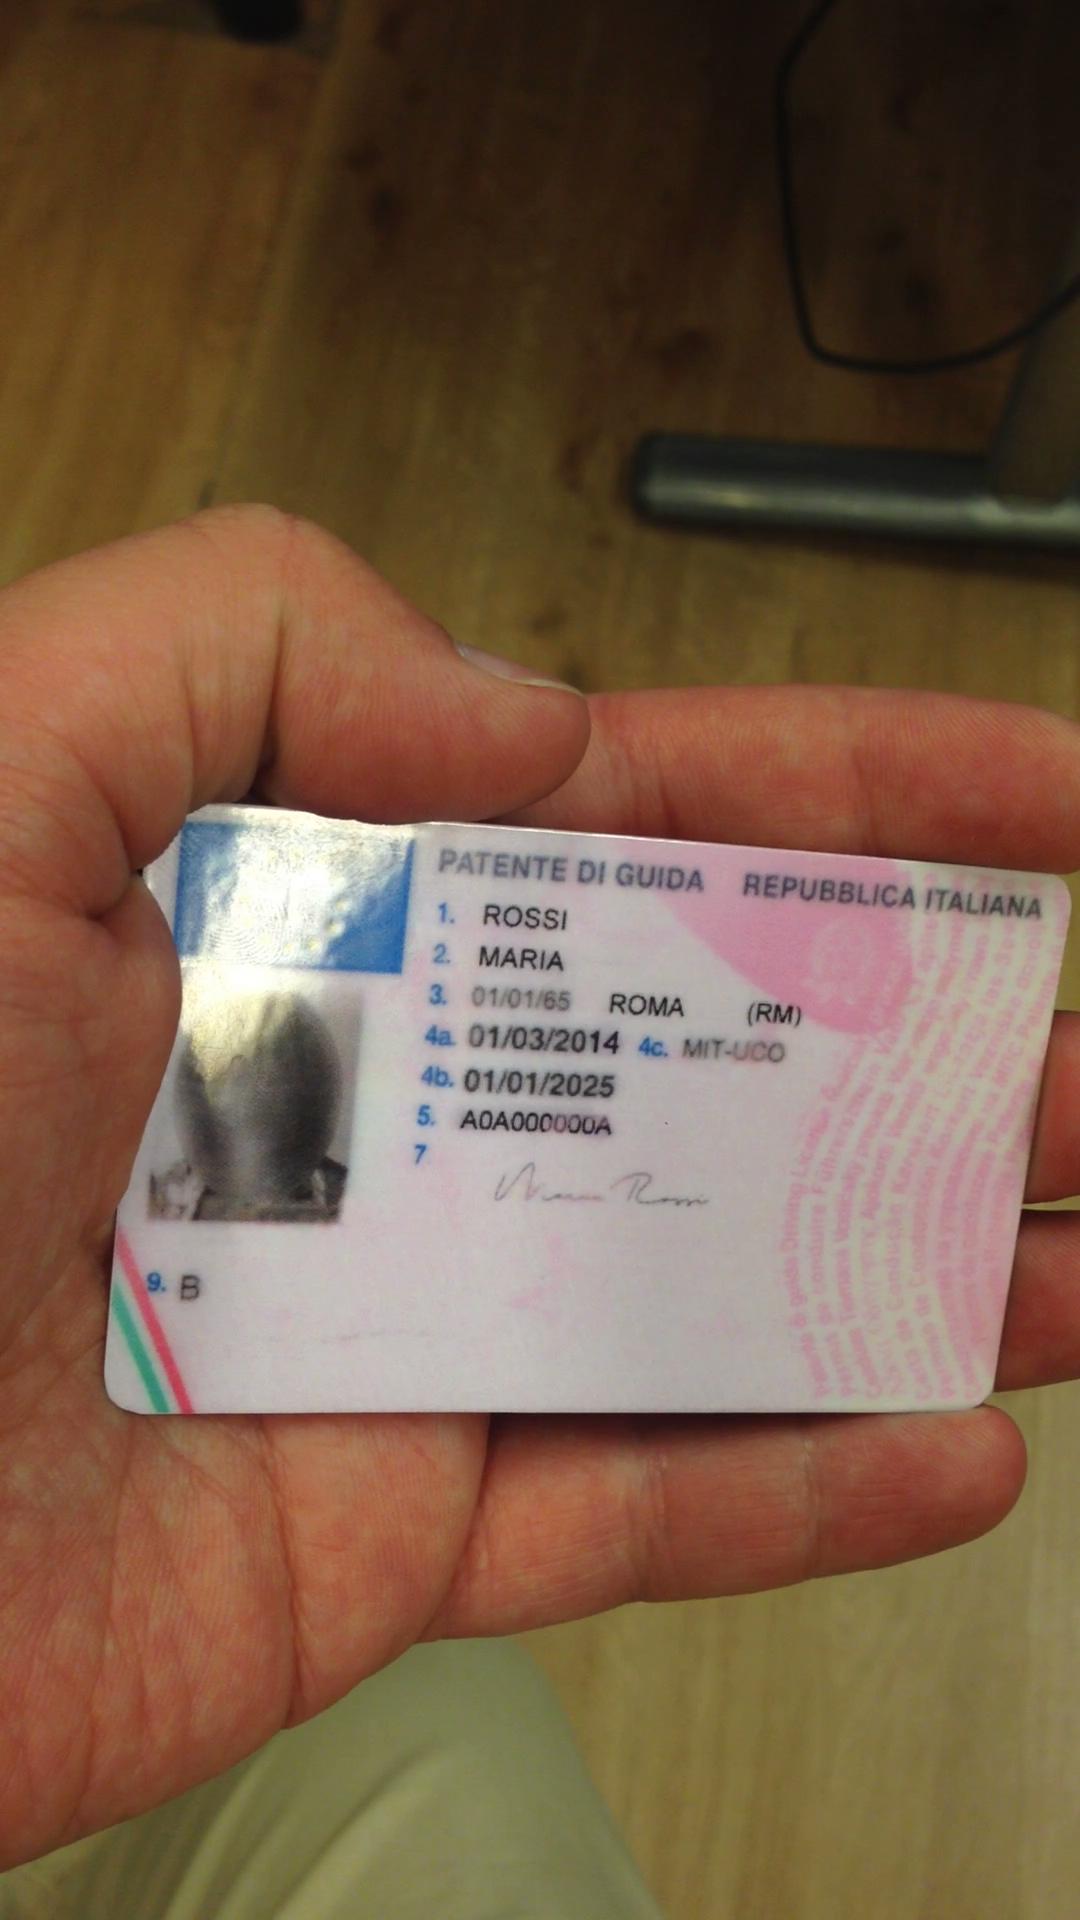 PATENTE DI GUIDA REPUBBLICA ITALIANA
1. ROSSI
2. MARIA
3. 01/01/65 ROMA (RM)
4a. 01/03/2014 4c. MIT-UCO
4b. 01/01/2025
5. A0A000000A
7 Maria Rossi
9. B